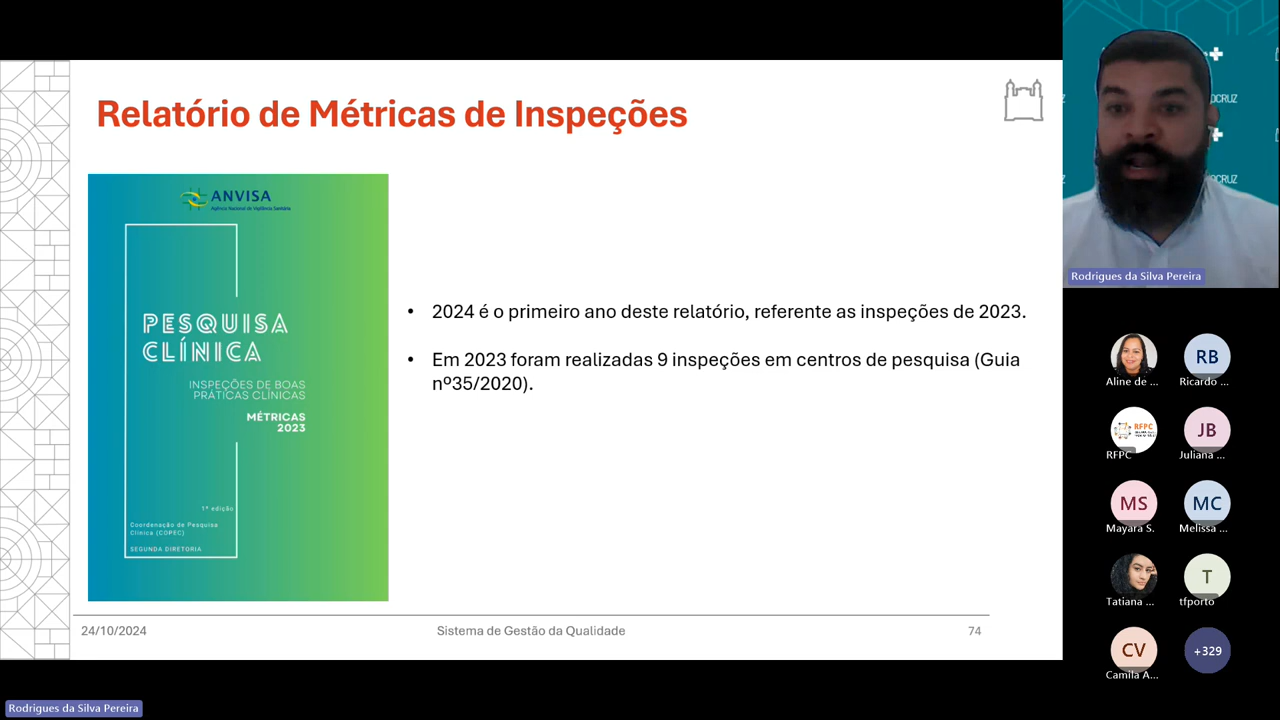 Relatório de Métricas de Inspeções
ANVISA
Agência Nacional de Vigilância Sanitária
PESQUISA
CLÍNICA
INSPEÇÕES DE BOAS
PRÁTICAS CLÍNICAS
MÉTRICAS
2023
1ª edição
Coordenação de Pesquisa
Clínica (COPEC)
SEGUNDA DIRETORIA
• 2024 é o primeiro ano deste relatório, referente as inspeções de 2023.
• Em 2023 foram realizadas 9 inspeções em centros de pesquisa (Guia
nº35/2020).
24/10/2024
Sistema de Gestão da Qualidade
74
OCRUZ
OCRUZ
Rodrigues da Silva Pereira
Aline de ...
RB
Ricardo ...
RFPC
RFPC
JB
Juliana ...
MS
Mayara S.
MC
Melissa ...
Tatiana ...
T
tfporto
CV
Camila A...
+329
Rodrigues da Silva Pereira